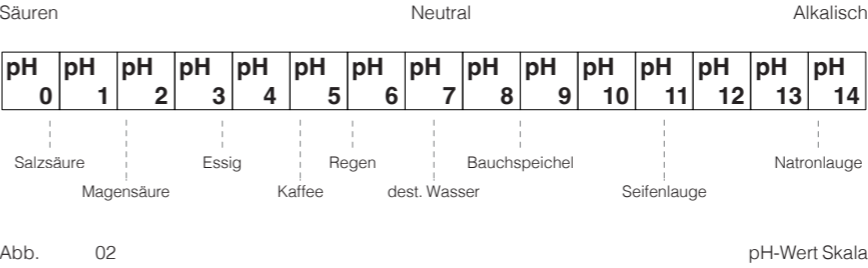 Säuren Neutral Alkalisch
pH pH pH pH pH pH pH pH pH pH pH pH pH pH pH
0 1 2 3 4 5 6 7 8 9 10 11 12 13 14
Salzsäure Essig Regen Bauchspeichel Natronlauge
Magensäure Kaffee dest. Wasser Seifenlauge
Abb. 02 pH-Wert Skala